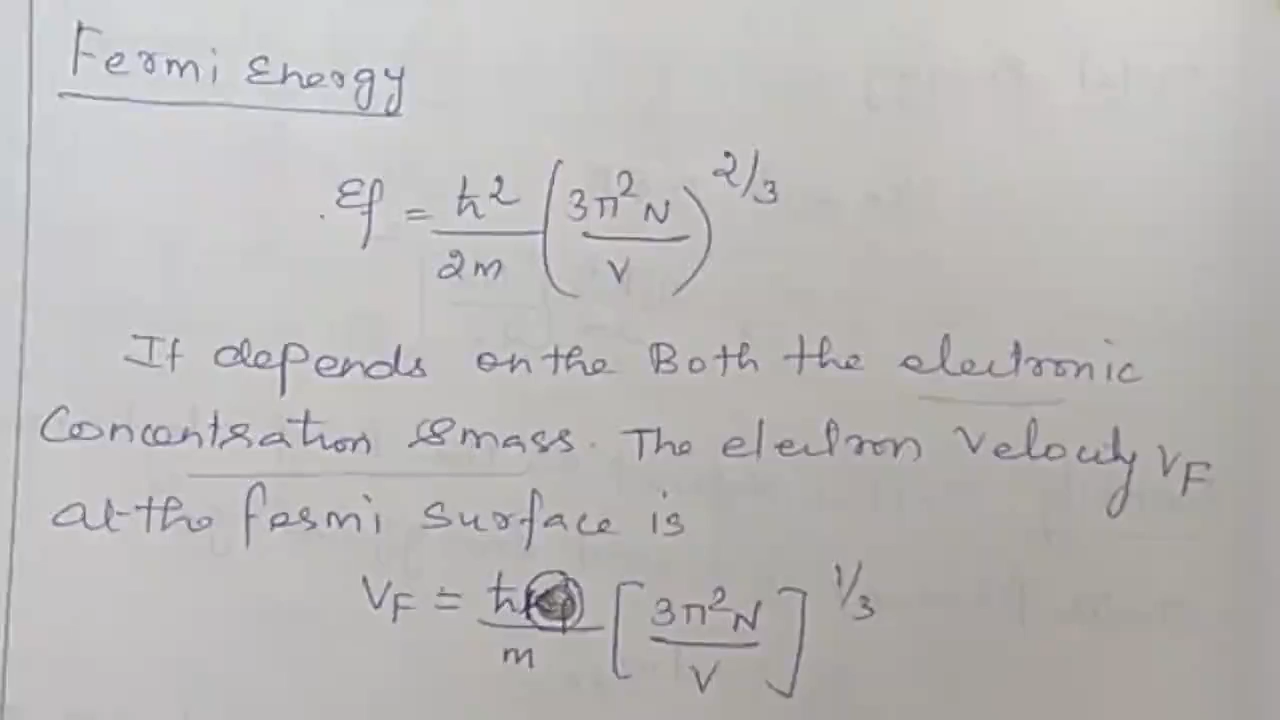 Fermi Energy
Ef = ħ²/2m (3π²N/V)^2/3
It depends on the Both the electronic
Concentration & mass. The electron velocity VF
at the fermi surface is
VF = ħ/m [3π²N/V]^1/3